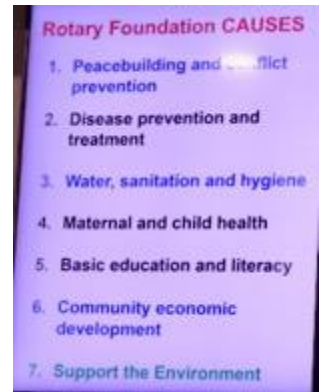 Rotary Foundation CAUSES
1. Peacebuilding and flict
prevention
2. Disease prevention and
treatment
3. Water, sanitation and hygiene
4. Maternal and child health
5. Basic education and literacy
6. Community economic
development
7. Support the Environment